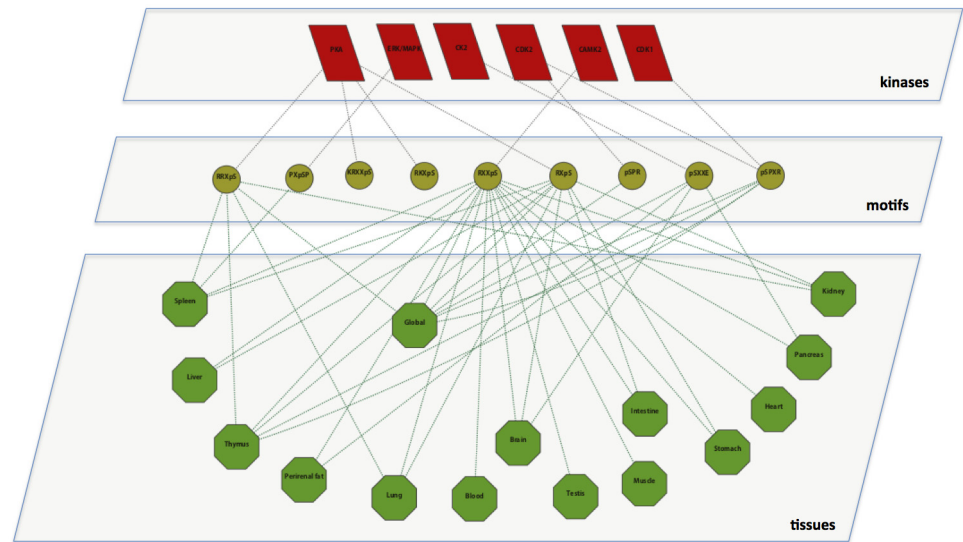 PKA
ERK/MAPK
CK2
CDK2
CAMK2
CDK1
kinases
RRXpS
PXpSP
KRXXpS
RKXpS
RXXpS
RXpS
pSPR
pSXXE
pSPXR
motifs
Spleen
Global
Kidney
Liver
Pancreas
Thymus
Brain
Intestine
Heart
Stomach
Perirenal fat
Lung
Blood
Testis
Muscle
tissues